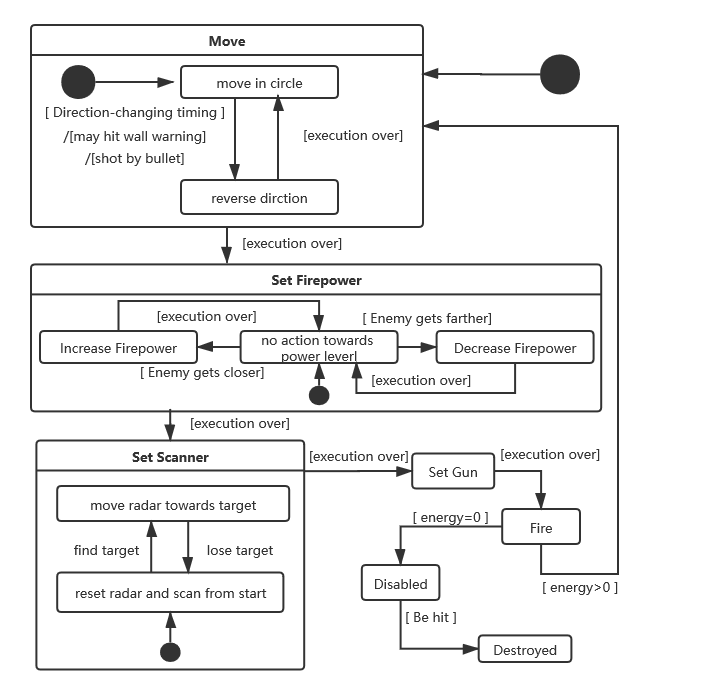 Move
move in circle
[ Direction-changing timing ]
/[may hit wall warning]
/[shot by bullet]
[execution over]
reverse dirction
[execution over]
Set Firepower
[execution over]
[ Enemy gets farther]
Increase Firepower
no action towards
power leverl
Decrease Firepower
[ Enemy gets closer]
[execution over]
[execution over]
Set Scanner
[execution over]
[execution over]
Set Gun
move radar towards target
[ energy=0 ]
Fire
find target
lose target
Disabled
[ energy>0 ]
reset radar and scan from start
[ Be hit ]
Destroyed